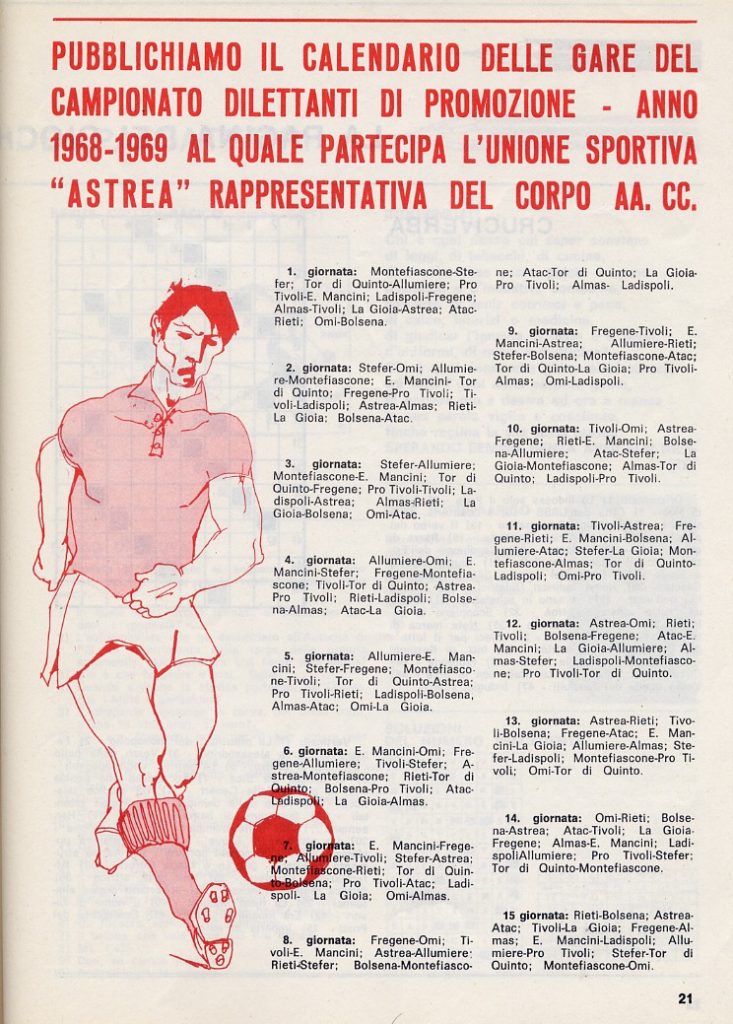 PUBBLICHIAMO IL CALENDARIO DELLE GARE DEL
CAMPIONATO DILETTANTI DI PROMOZIONE - ANNO
1968-1969 AL QUALE PARTECIPA L'UNIONE SPORTIVA
"ASTREA" RAPPRESENTATIVA DEL CORPO AA. CC.
1. giornata: Montefiascone-Ste-
fer; Tor di Quinto-Allumiere; Pro
Tivoli-E. Mancini; Ladispoli-Fregene;
Almas-Tivoli; La Gioia-Astrea; Atac-
Rieti; Omi-Bolsena.
2. giornata: Stefer-Omi; Allumie-
re-Montefiascone; E. Mancini- Tor
di Quinto; Fregene-Pro Tivoli; Ti-
voli-Ladispoli; Astrea-Almas; Rieti-
La Gioia; Bolsena-Atac.
3. giornata: Stefer-Allumiere;
Montefiascone-E. Mancini; Tor di
Quinto-Fregene; Pro Tivoli-Tivoli; La-
dispoli-Astrea; Almas-Rieti; La
Gioia-Bolsena; Omi-Atac.
4. giornata: Allumiere-Omi; E.
Mancini-Stefer; Fregene-Montefia-
scone; Tivoli-Tor di Quinto; Astrea-
Pro Tivoli; Rieti-Ladispoli; Bolse-
na-Almas; Atac-La Gioia.
5. giornata: Allumiere-E. Man-
cini; Stefer-Fregene; Montefiasco-
ne-Tivoli; Tor di Quinto-Astrea;
Pro Tivoli-Rieti; Ladispoli-Bolsena,
Almas-Atac; Omi-La Gioia.
6. giornata: E. Mancini-Omi; Fre-
gene-Allumiere; Tivoli-Stefer; A-
strea-Montefiascone; Rieti-Tor di
Quinto; Bolsena-Pro Tivoli; Atac-
Ladispoli; La Gioia-Almas.
7. giornata: E. Mancini-Frege-
ne; Allumiere-Tivoli; Stefer-Astrea;
Montefiascone-Rieti; Tor di Quin-
to-Bolsena; Pro Tivoli-Atac; Ladi-
spoli- La Gioia; Omi-Almas.
8. giornata: Fregene-Omi; Ti-
voli-E. Mancini; Astrea-Allumiere;
Rieti-Stefer; Bolsena-Montefiasco-
ne; Atac-Tor di Quinto; La Gioia-
Pro Tivoli; Almas- Ladispoli.
9. giornata: Fregene-Tivoli; E.
Mancini-Astrea; Allumiere-Rieti;
Stefer-Bolsena; Montefiascone-Atac;
Tor di Quinto-La Gioia; Pro Tivoli-
Almas; Omi-Ladispoli.
10. giornata: Tivoli-Omi; Astrea-
Fregene; Rieti-E. Mancini; Bolse-
na-Allumiere; Atac-Stefer; La
Gioia-Montefiascone; Almas-Tor di
Quinto; Ladispoli-Pro Tivoli.
11. giornata: Tivoli-Astrea; Fre-
gene-Rieti; E. Mancini-Bolsena; Al-
lumiere-Atac; Stefer-La Gioia; Mon-
tefiascone-Almas; Tor di Quinto-
Ladispoli; Omi-Pro Tivoli.
12. giornata: Astrea-Omi; Rieti;
Tivoli; Bolsena-Fregene; Atac-E.
Mancini; La Gioia-Allumiere; Al-
mas-Stefer; Ladispoli-Montefiasco-
ne; Pro Tivoli-Tor di Quinto.
13. giornata: Astrea-Rieti; Tivo-
li-Bolsena; Fregene-Atac; E. Man-
cini-La Gioia; Allumiere-Almas; Ste-
fer-Ladispoli; Montefiascone-Pro Ti-
voli; Omi-Tor di Quinto.
14. giornata: Omi-Rieti; Bolse-
na-Astrea; Atac-Tivoli; La Gioia-
Fregene; Almas-E. Mancini; Ladi-
spoliAllumiere; Pro Tivoli-Stefer;
Tor di Quinto-Montefiascone.
15 giornata: Rieti-Bolsena; Astrea-
Atac; Tivoli-La Gioia; Fregene-Al-
mas; E. Mancini-Ladispoli; Allu-
miere-Pro Tivoli; Stefer-Tor di
Quinto; Montefiascone-Omi.
21